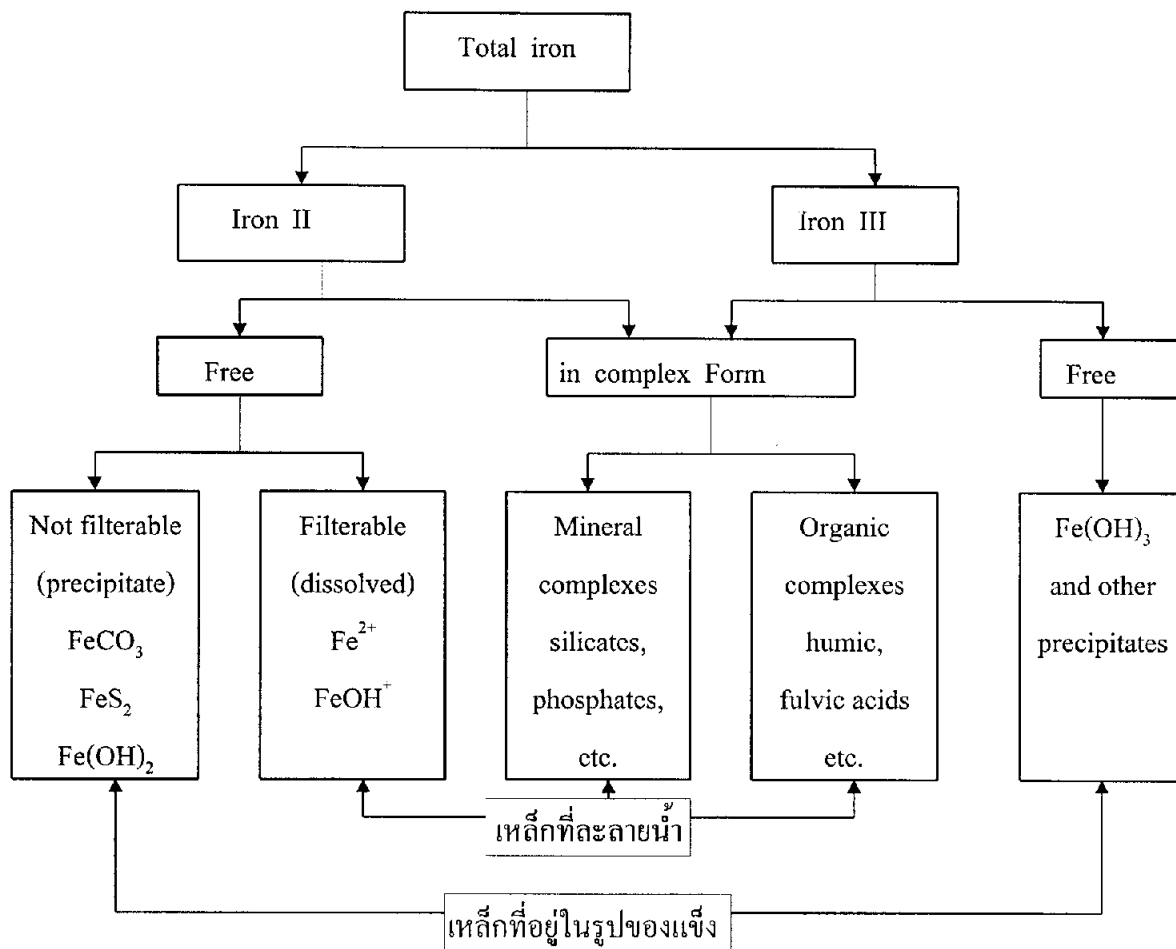 Total iron
Iron II
Iron III
Free
in complex Form
Free
Not filterable
(precipitate)
FeCO₃
FeS₂
Fe(OH)₂
Filterable
(dissolved)
Fe²⁺
FeOH⁺
Mineral
complexes
silicates,
phosphates,
etc.
Organic
complexes
humic,
fulvic acids
etc.
Fe(OH)₃
and other
precipitates
เหล็กที่ละลายน้ำ
เหล็กที่อยู่ในรูปของแข็ง